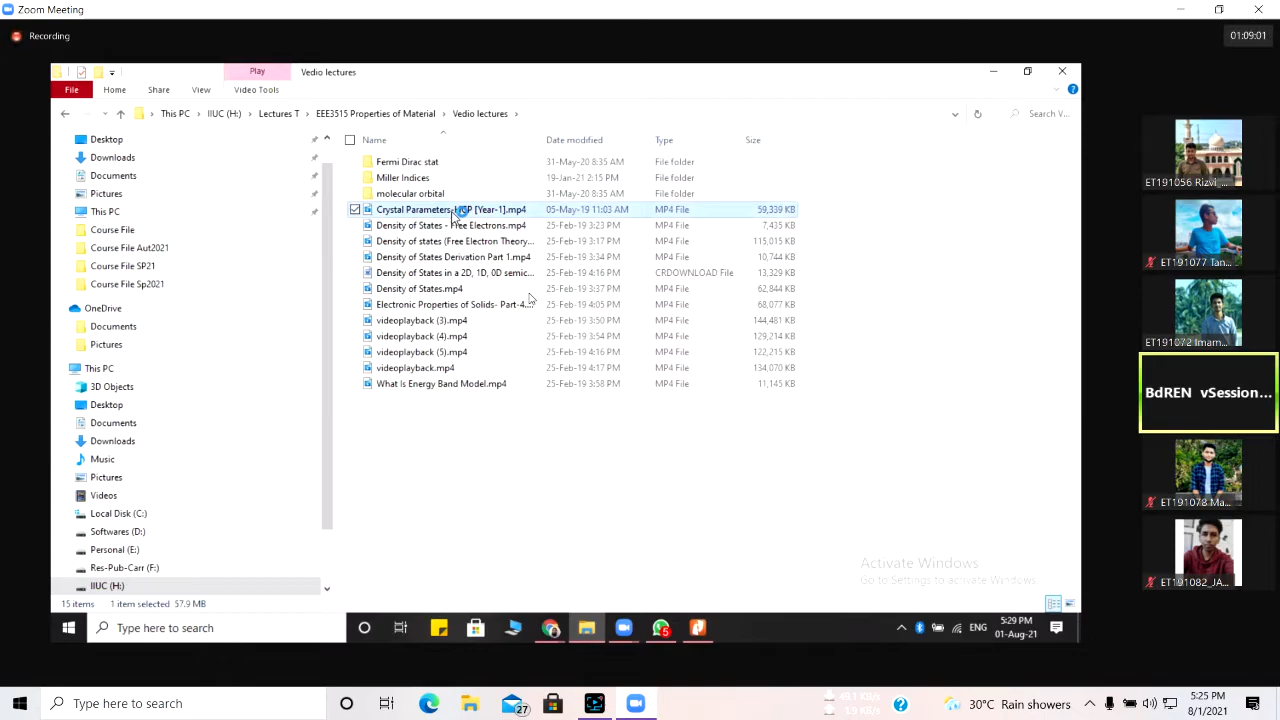 Zoom Meeting
Recording
01:09:01
Play
Vedio lectures
File Home Share View Video Tools
This PC › IIUC (H:) › Lectures T › EEE3515 Properties of Material › Vedio lectures ›
Search V...
Desktop
Downloads
Documents
Pictures
This PC
Course File
Course File Aut2021
Course File SP21
Course File Sp2021
OneDrive
Documents
Pictures
This PC
3D Objects
Desktop
Documents
Downloads
Music
Pictures
Videos
Local Disk (C:)
Softwares (D:)
Personal (E:)
Res-Pub-Carr (F:)
IIUC (H:)
Name Date modified Type Size
Fermi Dirac stat 31-May-20 8:35 AM File folder
Miller Indices 19-Jan-21 2:15 PM File folder
molecular orbital 31-May-20 8:35 AM File folder
Crystal Parameters- [Year-1].mp4 05-May-19 11:03 AM MP4 File 59,339 KB
Density of States - Free Electrons.mp4 25-Feb-19 3:23 PM MP4 File 7,435 KB
Density of states (Free Electron Theory... 25-Feb-19 3:17 PM MP4 File 115,015 KB
Density of States Derivation Part 1.mp4 25-Feb-19 3:34 PM MP4 File 10,744 KB
Density of States in a 2D, 1D, 0D semic... 25-Feb-19 4:16 PM CRDOWNLOAD File 13,329 KB
Density of States.mp4 25-Feb-19 3:37 PM MP4 File 62,844 KB
Electronic Properties of Solids- Part-4.... 25-Feb-19 4:05 PM MP4 File 68,077 KB
videoplayback (3).mp4 25-Feb-19 3:50 PM MP4 File 144,481 KB
videoplayback (4).mp4 25-Feb-19 3:54 PM MP4 File 129,214 KB
videoplayback (5).mp4 25-Feb-19 4:16 PM MP4 File 122,215 KB
videoplayback.mp4 25-Feb-19 4:17 PM MP4 File 134,070 KB
What Is Energy Band Model.mp4 25-Feb-19 3:58 PM MP4 File 11,145 KB
Activate Windows
Go to Settings to activate Windows.
15 items 1 item selected 57.9 MB
Type here to search
5
ENG
5:29 PM
01-Aug-21
ET191056 Rizvi_...
ET191077 Tan...
ET191072 Imam...
BdREN vSession...
ET191078 Ma...
ET191082_JA...
Type here to search
27
49.1 KB/s
1.9 KB/s
30°C Rain showers
5:25 PM
8/1/2021